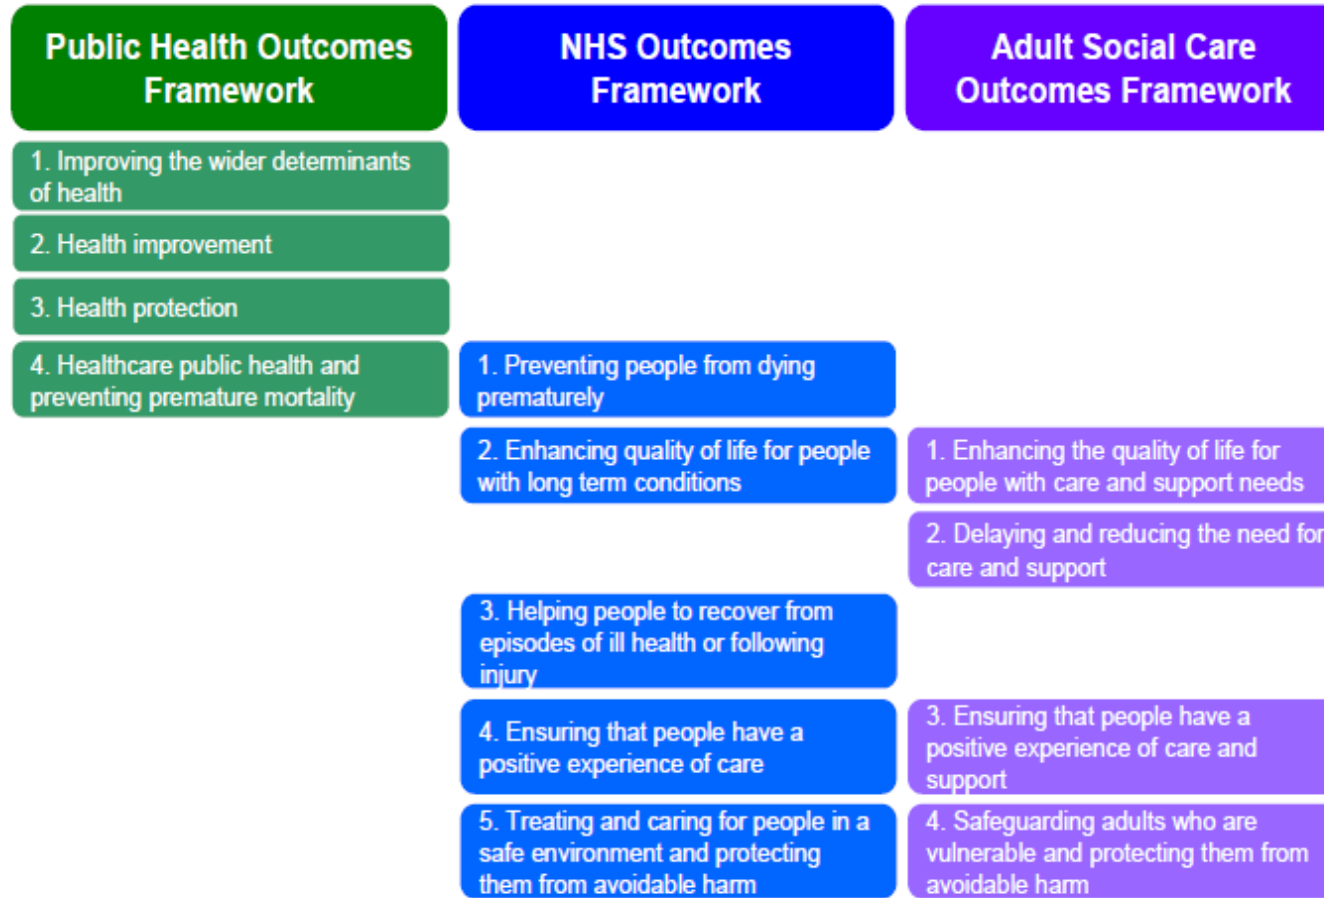 Public Health Outcomes
Framework
NHS Outcomes
Framework
Adult Social Care
Outcomes Framework
1. Improving the wider determinants
of health
2. Health improvement
3. Health protection
4. Healthcare public health and
preventing premature mortality
1. Preventing people from dying
prematurely
2. Enhancing quality of life for people
with long term conditions
1. Enhancing the quality of life for
people with care and support needs
2. Delaying and reducing the need for
care and support
3. Helping people to recover from
episodes of ill health or following
injury
4. Ensuring that people have a
positive experience of care
3. Ensuring that people have a
positive experience of care and
support
5. Treating and caring for people in a
safe environment and protecting
them from avoidable harm
4. Safeguarding adults who are
vulnerable and protecting them from
avoidable harm